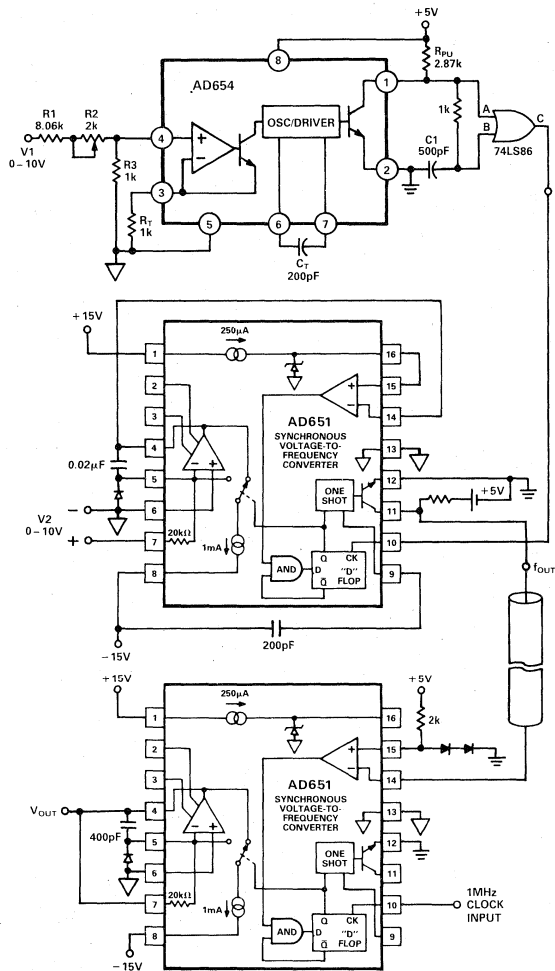 +5V
RPU
2.87k
8
AD654
1
R1
8.06k
R2
2k
OSC/DRIVER
1k
A
B
C
74LS86
V1
0–10V
4
+
−
R3
1k
3
2
C1
500pF
RT
1k
5
6
7
CT
200pF
+15V
250μA
1
16
2
+
−
15
3
AD651
14
4
SYNCHRONOUS
VOLTAGE-TO-
FREQUENCY
CONVERTER
13
0.02μF
−
+
5
12
+5V
−
6
ONE
SHOT
11
V2
0–10V
+
7
20kΩ
1mA
Q
CK
10
fOUT
8
AND
D
"D"
FLOP
Q̄
9
−15V
200pF
+15V
250μA
+5V
1
16
2k
2
+
−
15
3
AD651
14
VOUT
4
SYNCHRONOUS
VOLTAGE-TO-
FREQUENCY
CONVERTER
13
400pF
−
+
5
12
6
ONE
SHOT
11
7
20kΩ
1mA
Q
CK
10
1MHz
CLOCK
INPUT
8
AND
D
"D"
FLOP
Q̄
9
−15V